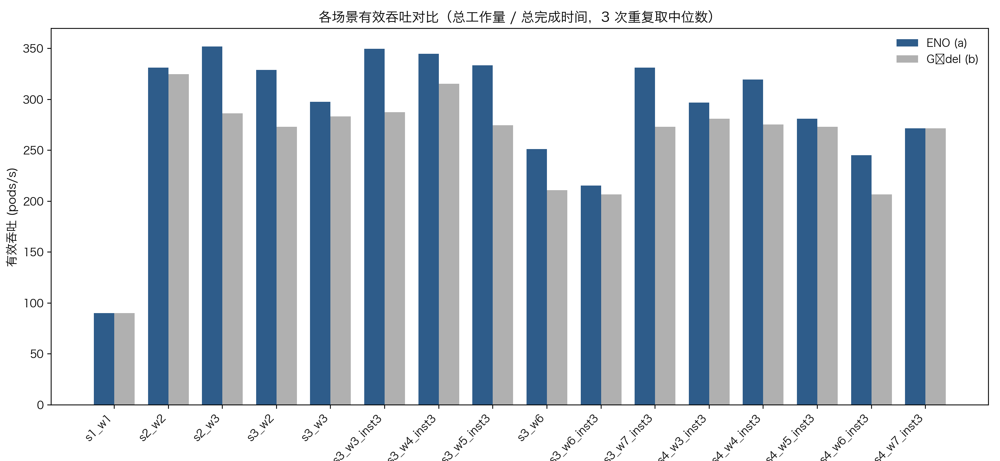 各场景有效吞吐对比（总工作量 / 总完成时间，3 次重复取中位数）
ENO (a)
G☒del (b)
有效吞吐 (pods/s)
350
300
250
200
150
100
50
0
s1_w1
s2_w2
s2_w3
s3_w2
s3_w3
s3_w3_inst3
s3_w4_inst3
s3_w5_inst3
s3_w6
s3_w6_inst3
s3_w7_inst3
s4_w3_inst3
s4_w4_inst3
s4_w5_inst3
s4_w6_inst3
s4_w7_inst3